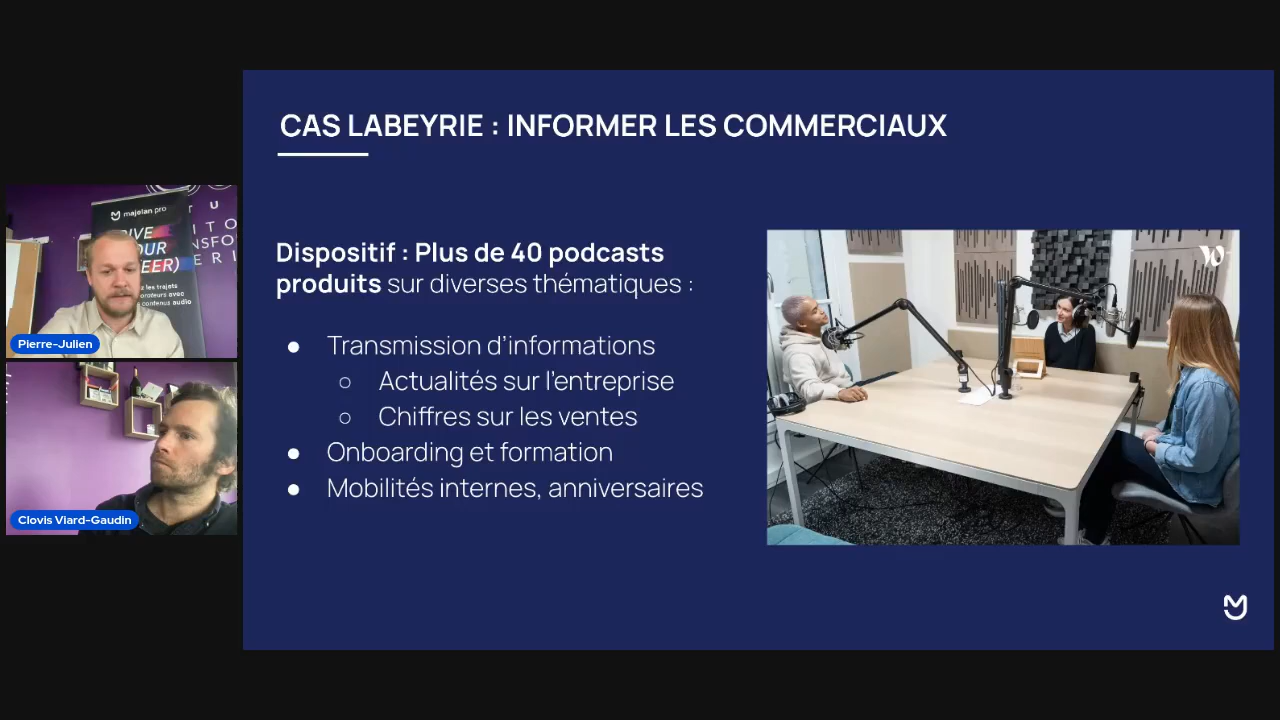 CAS LABEYRIE : INFORMER LES COMMERCIAUX
Dispositif : Plus de 40 podcasts
produits sur diverses thématiques :
● Transmission d'informations
○ Actualités sur l'entreprise
○ Chiffres sur les ventes
● Onboarding et formation
● Mobilités internes, anniversaires
majelan pro
Pierre-Julien
Clovis Viard-Gaudin